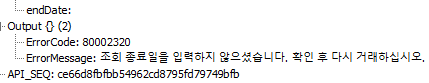 endDate:
Output {} (2)
ErrorCode: 80002320
ErrorMessage: 조회 종료일을 입력하지 않으셨습니다. 확인 후 다시 거래하십시오.
API_SEQ: ce66d8fbfbb54962cd8795fd79749bfb